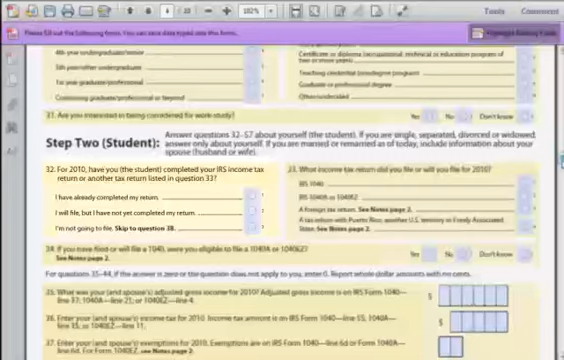 Tools Comment
182%
Please fill out the following form. You can save data typed into this form.
Highlight Existing Fields
4th year undergraduate/senior
5th year/other undergraduate
1st year graduate/professional
Continuing graduate/professional or beyond
Certificate or diploma (occupational, technical or education program of
two or more years)
Teaching credential (nondegree program)
Graduate or professional degree
Other/undecided
31. Are you interested in being considered for work-study? Yes No Don't know
Step Two (Student):
Answer questions 32–57 about yourself (the student). If you are single, separated, divorced or widowed,
answer only about yourself. If you are married or remarried as of today, include information about your
spouse (husband or wife).
32. For 2010, have you (the student) completed your IRS income tax
return or another tax return listed in question 33?
I have already completed my return.
I will file, but I have not yet completed my return.
I'm not going to file. Skip to question 38.
33. What income tax return did you file or will you file for 2010?
IRS 1040
IRS 1040A or 1040EZ
A foreign tax return. See Notes page 2.
A tax return with Puerto Rico, another U.S. territory or Freely Associated
State. See Notes page 2.
34. If you have filed or will file a 1040, were you eligible to file a 1040A or 1040EZ?
See Notes page 2.
Yes No Don't know
For questions 35–44, if the answer is zero or the question does not apply to you, enter 0. Report whole dollar amounts with no cents.
35. What was your (and spouse's) adjusted gross income for 2010? Adjusted gross income is on IRS Form 1040—
line 37; 1040A—line 21; or 1040EZ—line 4.
$
36. Enter your (and spouse's) income tax for 2010. Income tax amount is on IRS Form 1040—line 55; 1040A—
line 35; or 1040EZ—line 11.
$
37. Enter your (and spouse's) exemptions for 2010. Exemptions are on IRS Form 1040—line 6d or Form 1040A—
line 6d. For Form 1040EZ, see Notes page 2.